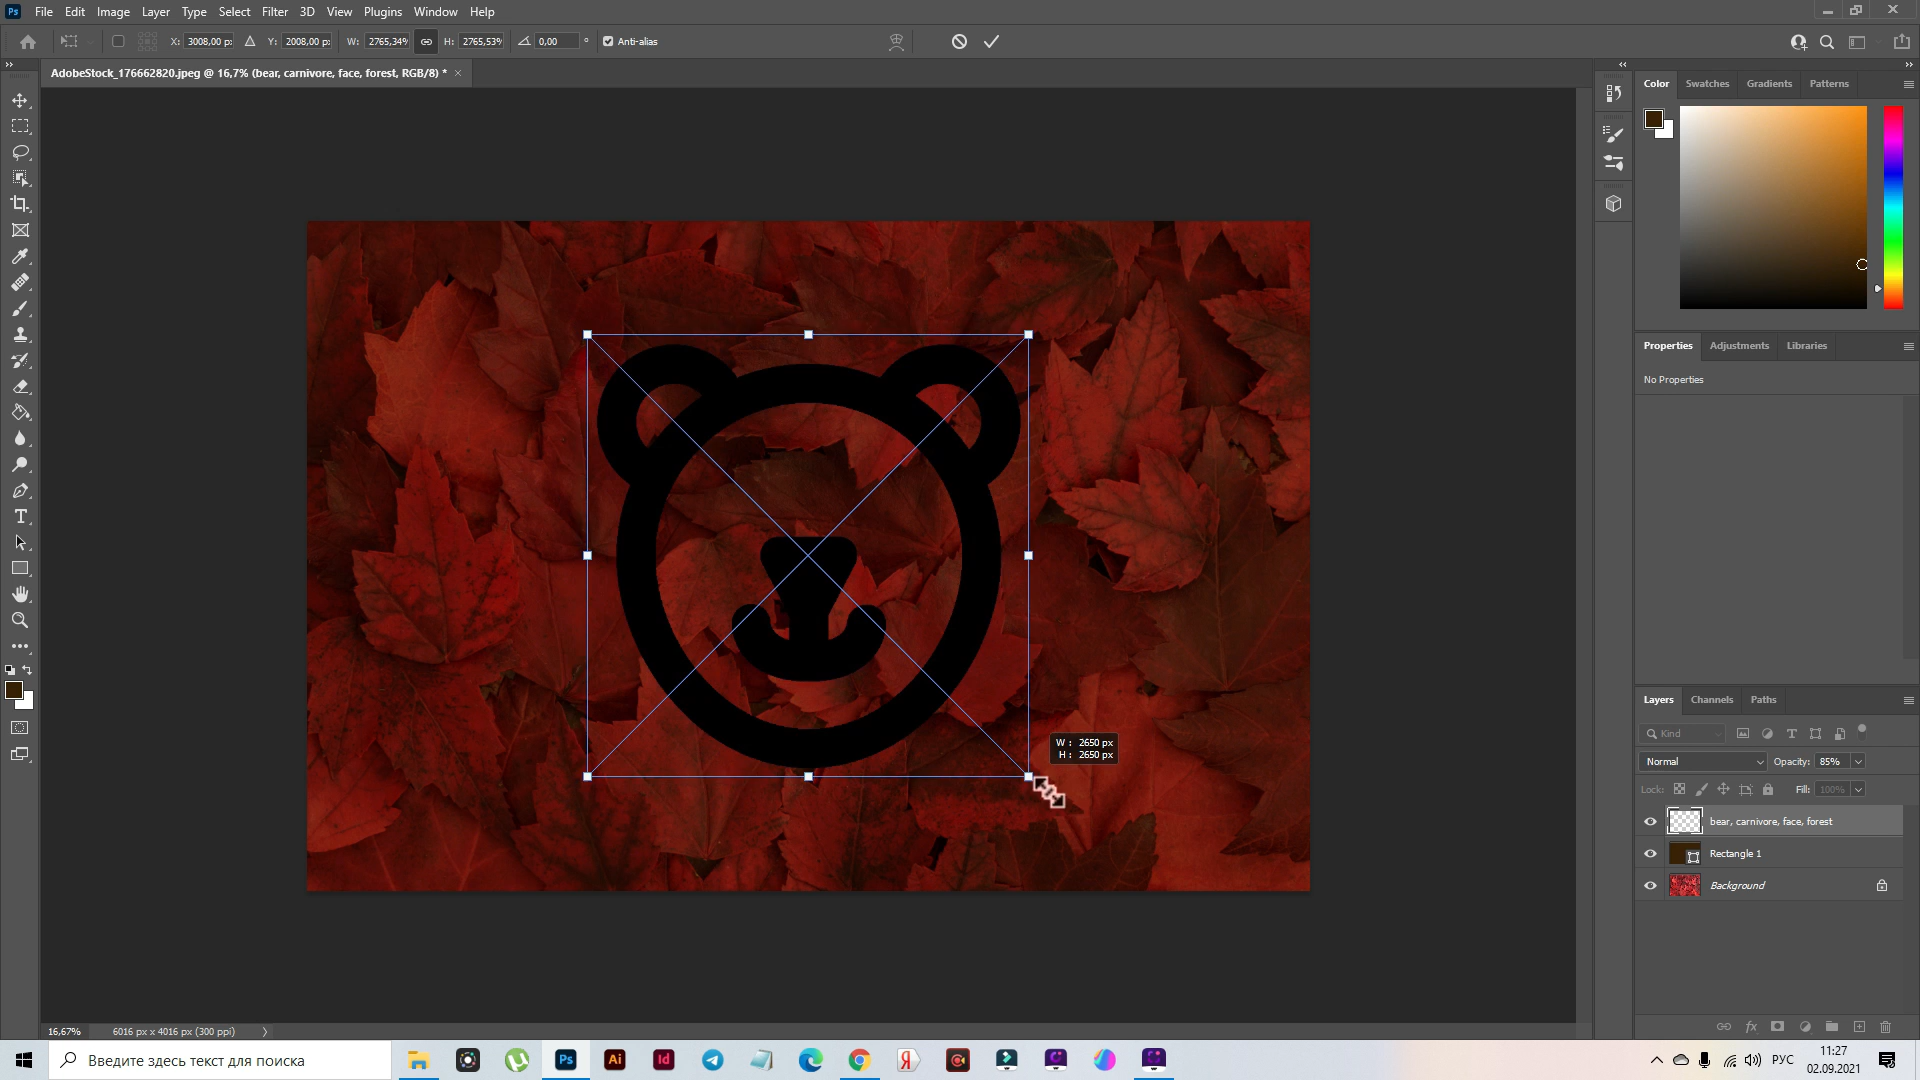 Ps File Edit Image Layer Type Select Filter 3D View Plugins Window Help
X: 3008,00 p: Y: 2008,00 p: W: 2765,34% H: 2765,53% 0,00 ° Anti-alias
AdobeStock_176662820.jpeg @ 16,7% (bear, carnivore, face, forest, RGB/8) * ×
Color Swatches Gradients Patterns
Properties Adjustments Libraries
No Properties
W : 2650 px
H : 2650 px
Layers Channels Paths
Kind
Normal Opacity: 85%
Lock: Fill: 100%
bear, carnivore, face, forest
Rectangle 1
Background
16,67% 6016 px x 4016 px (300 ppi)
Введите здесь текст для поиска
Ps Ai Id Я
РУС
11:27
02.09.2021